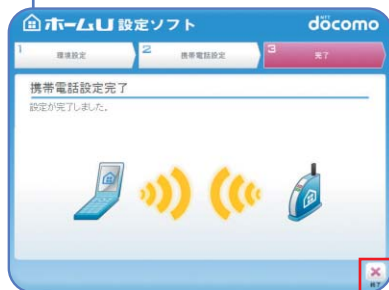 ホームU 設定ソフト
NTT docomo
1 環境設定
2 携帯電話設定
3 完了
携帯電話設定完了
設定が完了しました。
終了